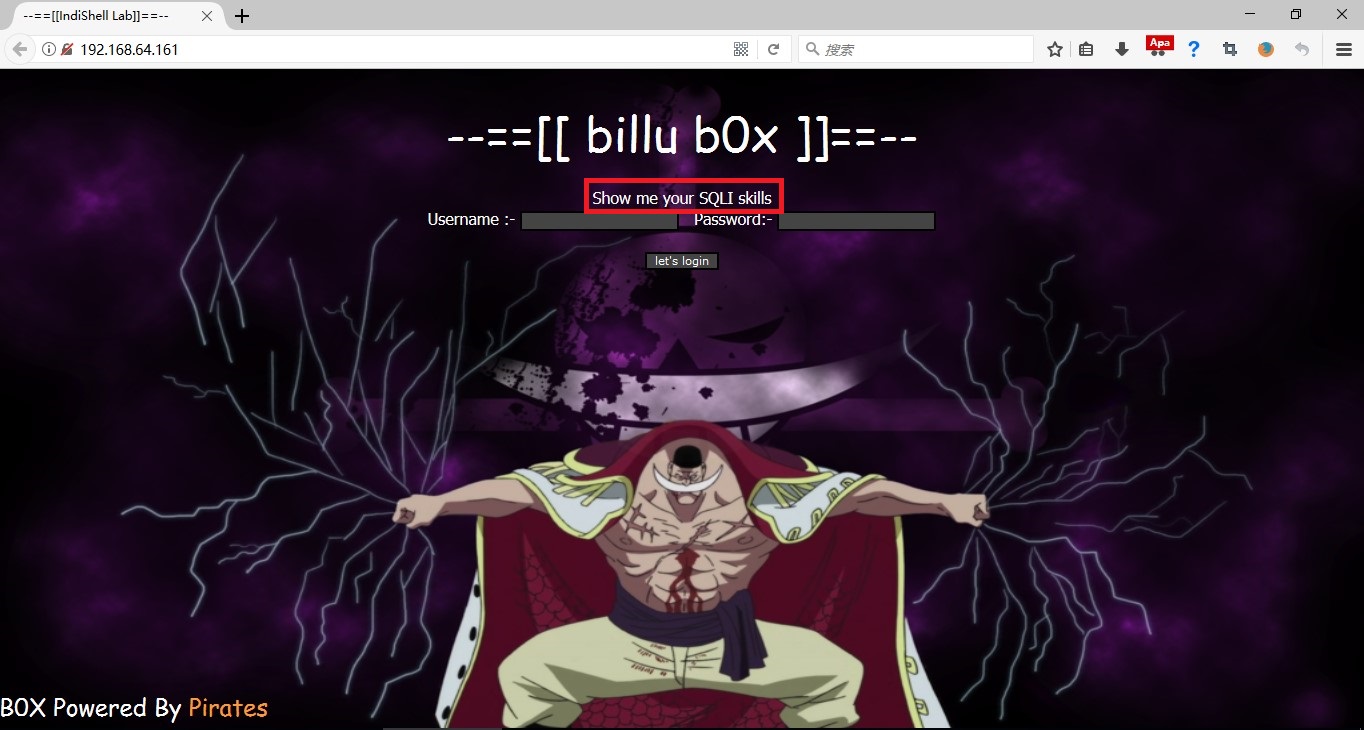 --==[[IndiShell Lab]]==--
192.168.64.161
搜索
Apa
--==[[ billu b0x ]]==--
Show me your SQLI skills
Username :- Password:-
let's login
B0X Powered By Pirates